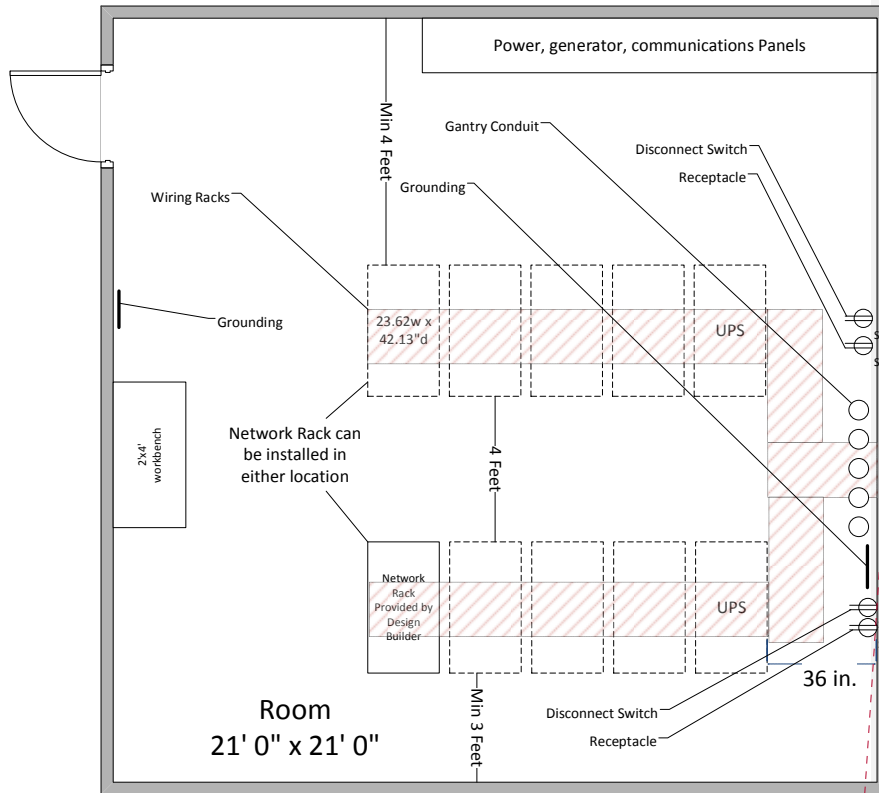 Power, generator, communications Panels
Min 4 Feet
Gantry Conduit
Disconnect Switch
Receptacle
Grounding
Wiring Racks
Grounding
23.62w x
42.13"d
UPS
S
S
2'x4'
workbench
Network Rack can
be installed in
either location
4 Feet
Network
Rack
Provided by
Design
Builder
UPS
36 in.
Min 3 Feet
Room
21' 0" x 21' 0"
Disconnect Switch
Receptacle